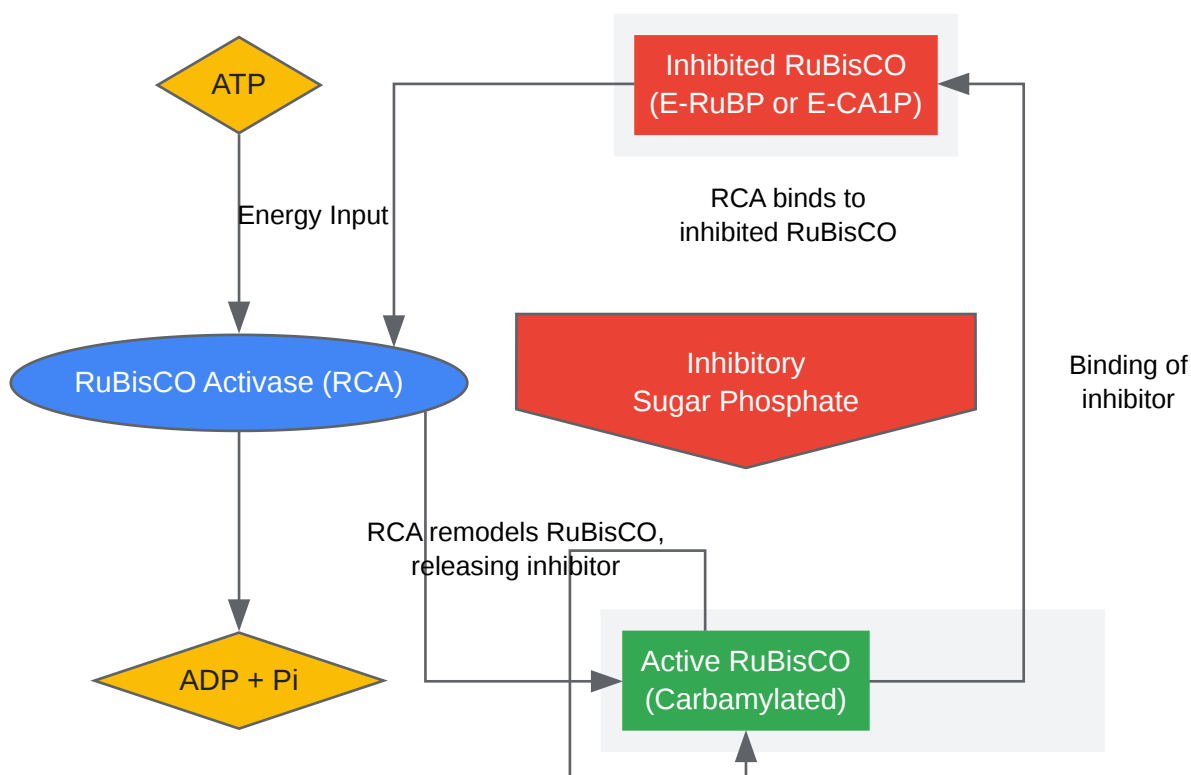 ATP
Inhibited RuBisCO
(E-RuBP or E-CA1P)
Energy Input
RCA binds to
inhibited RuBisCO
RuBisCO Activase (RCA)
Inhibitory
Sugar Phosphate
Binding of
inhibitor
RCA remodels RuBisCO,
releasing inhibitor
ADP + Pi
Active RuBisCO
(Carbamylated)